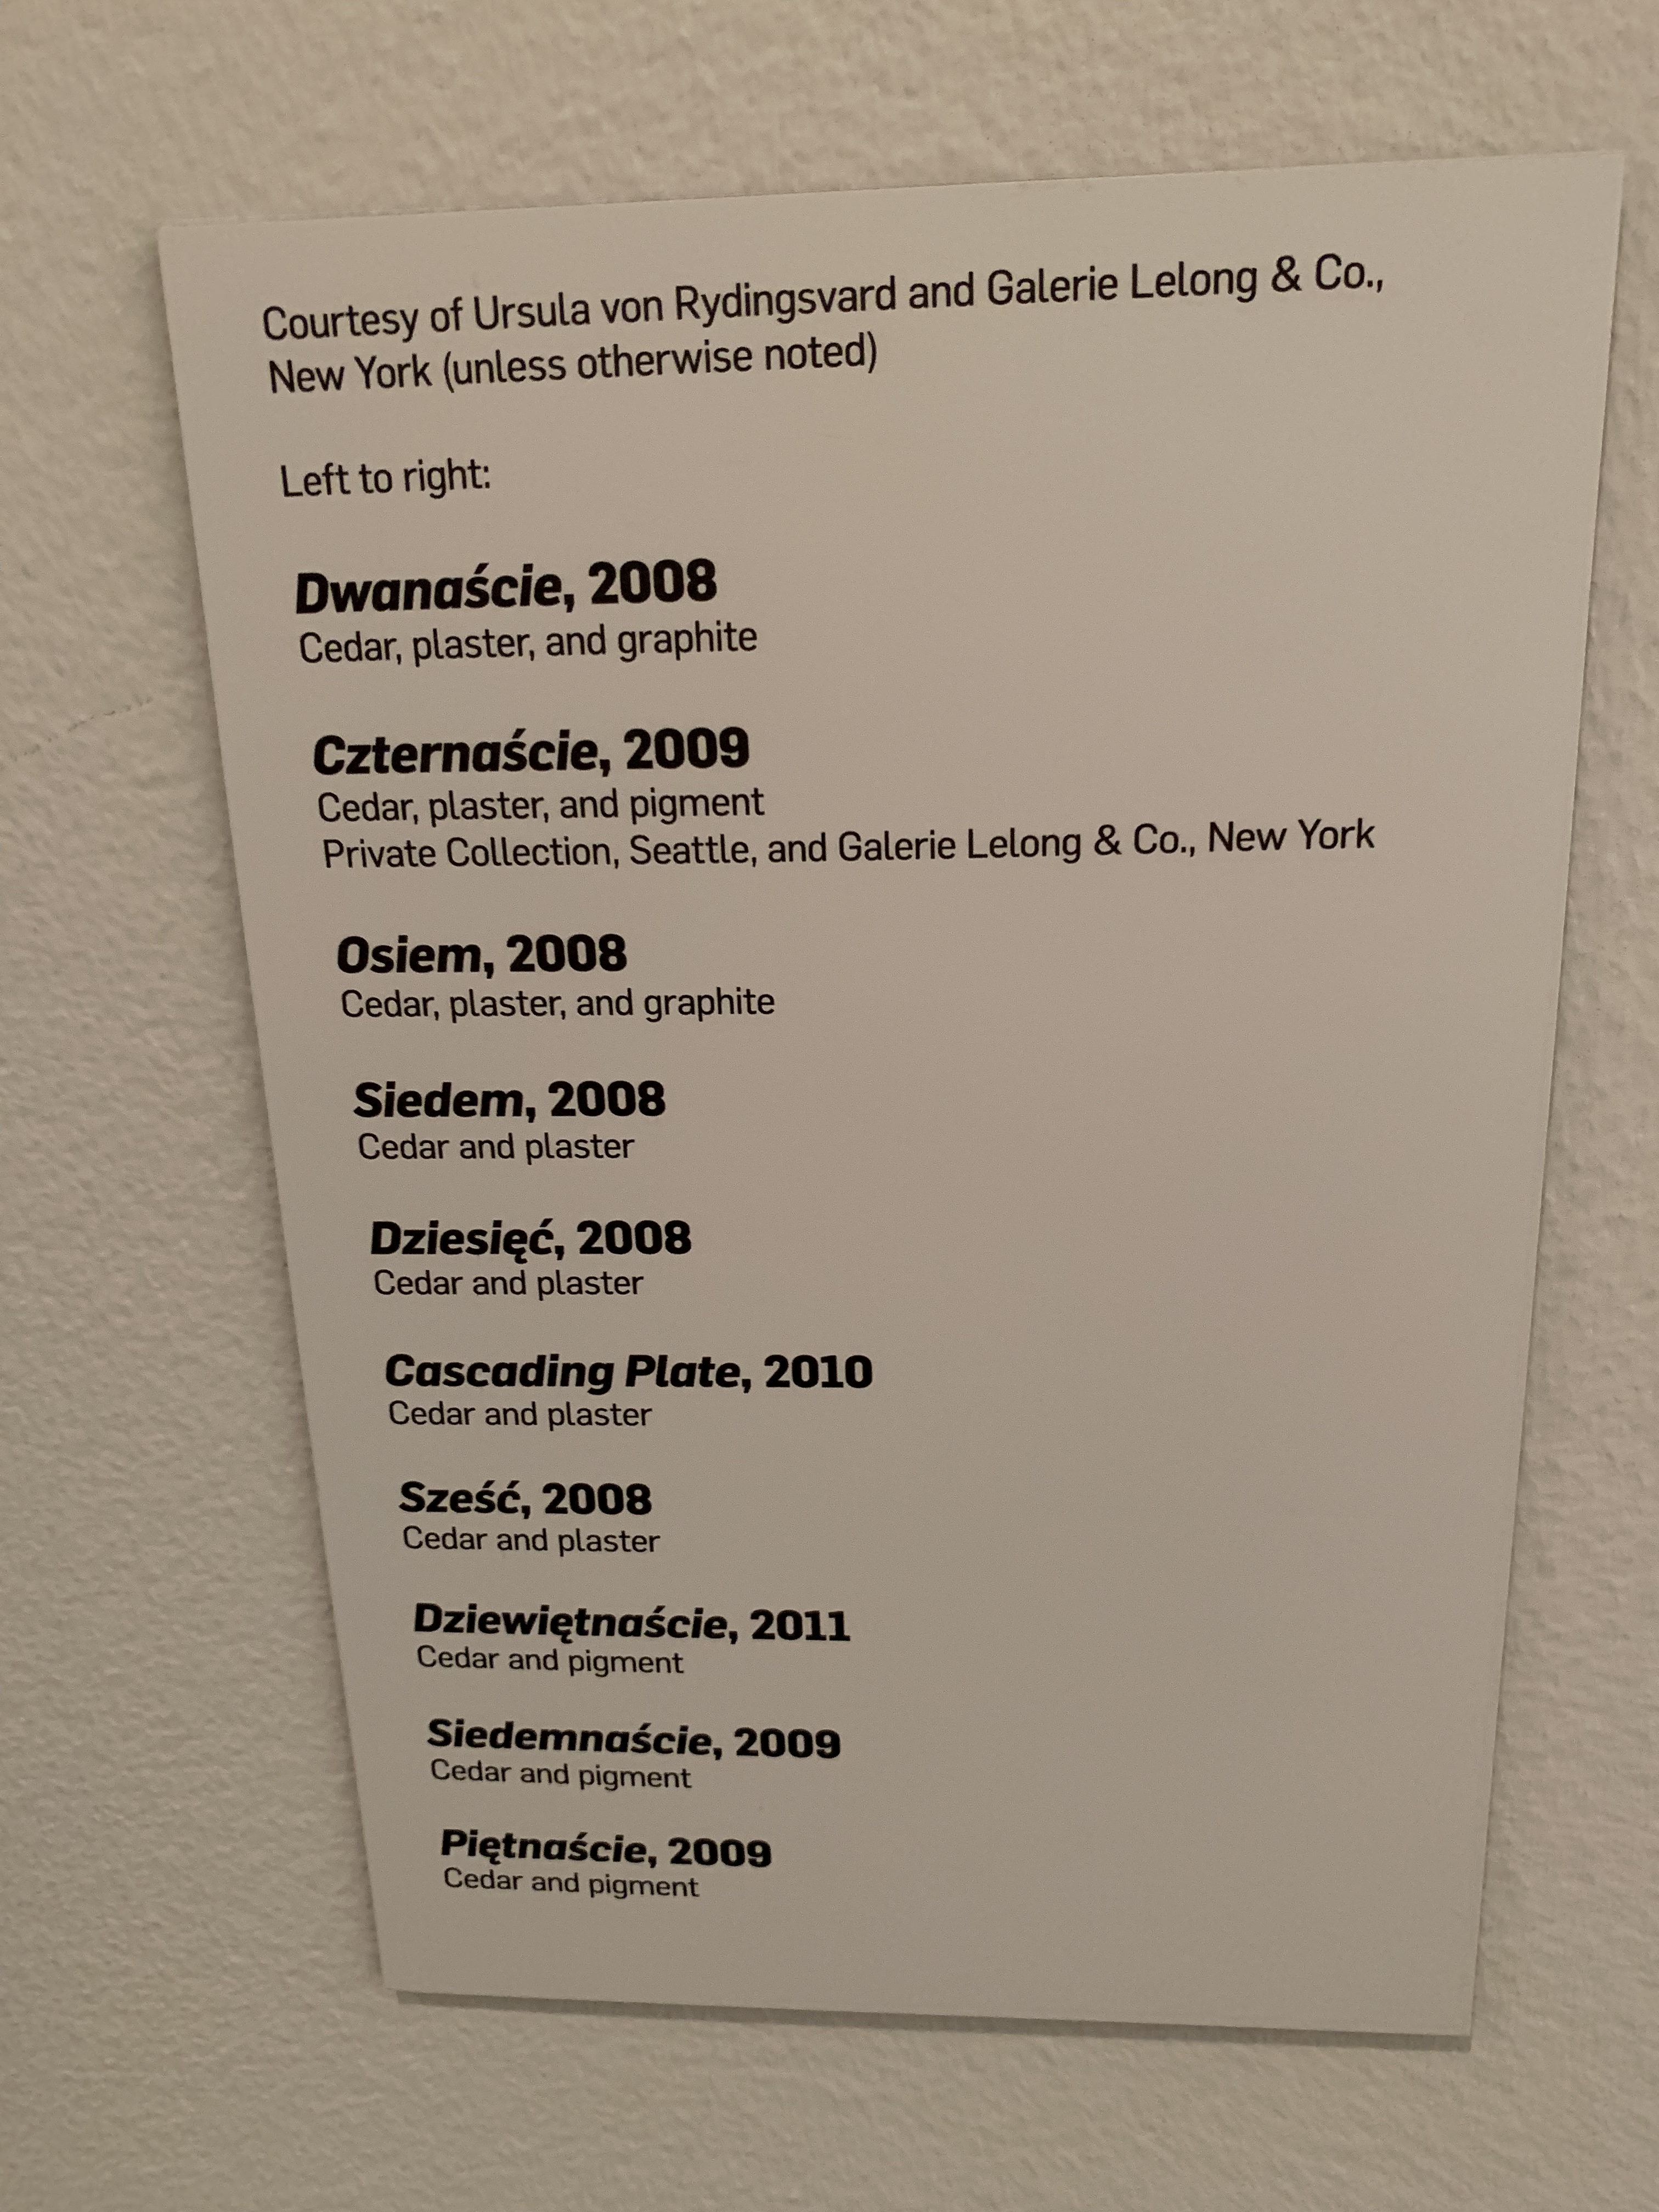 Courtesy of Ursula von Rydingsvard and Galerie Lelong & Co.,
New York (unless otherwise noted)
Left to right:
Dwanaście, 2008
Cedar, plaster, and graphite
Czternaście, 2009
Cedar, plaster, and pigment
Private Collection, Seattle, and Galerie Lelong & Co., New York
Osiem, 2008
Cedar, plaster, and graphite
Siedem, 2008
Cedar and plaster
Dziesięć, 2008
Cedar and plaster
Cascading Plate, 2010
Cedar and plaster
Sześć, 2008
Cedar and plaster
Dziewiętnaście, 2011
Cedar and pigment
Siedemnaście, 2009
Cedar and pigment
Piętnaście, 2009
Cedar and pigment